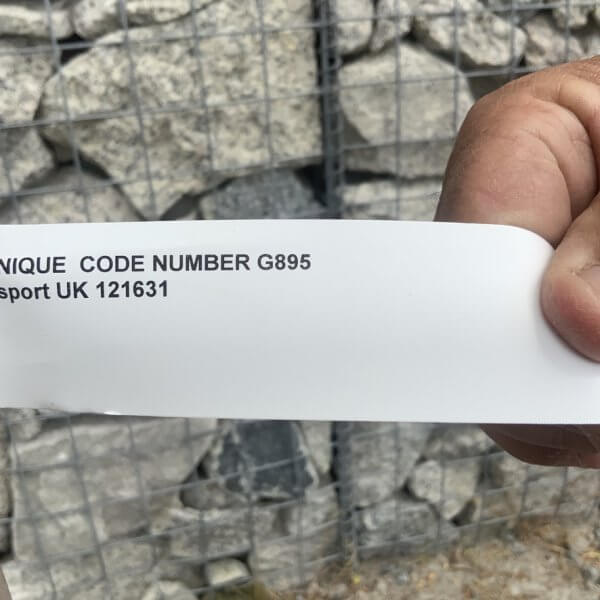 NIQUE CODE NUMBER G895
sport UK 121631